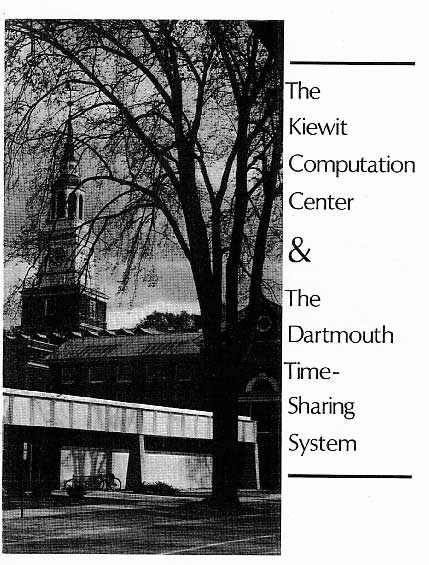 The
Kiewit
Computation
Center
&
The
Dartmouth
Time-
Sharing
System